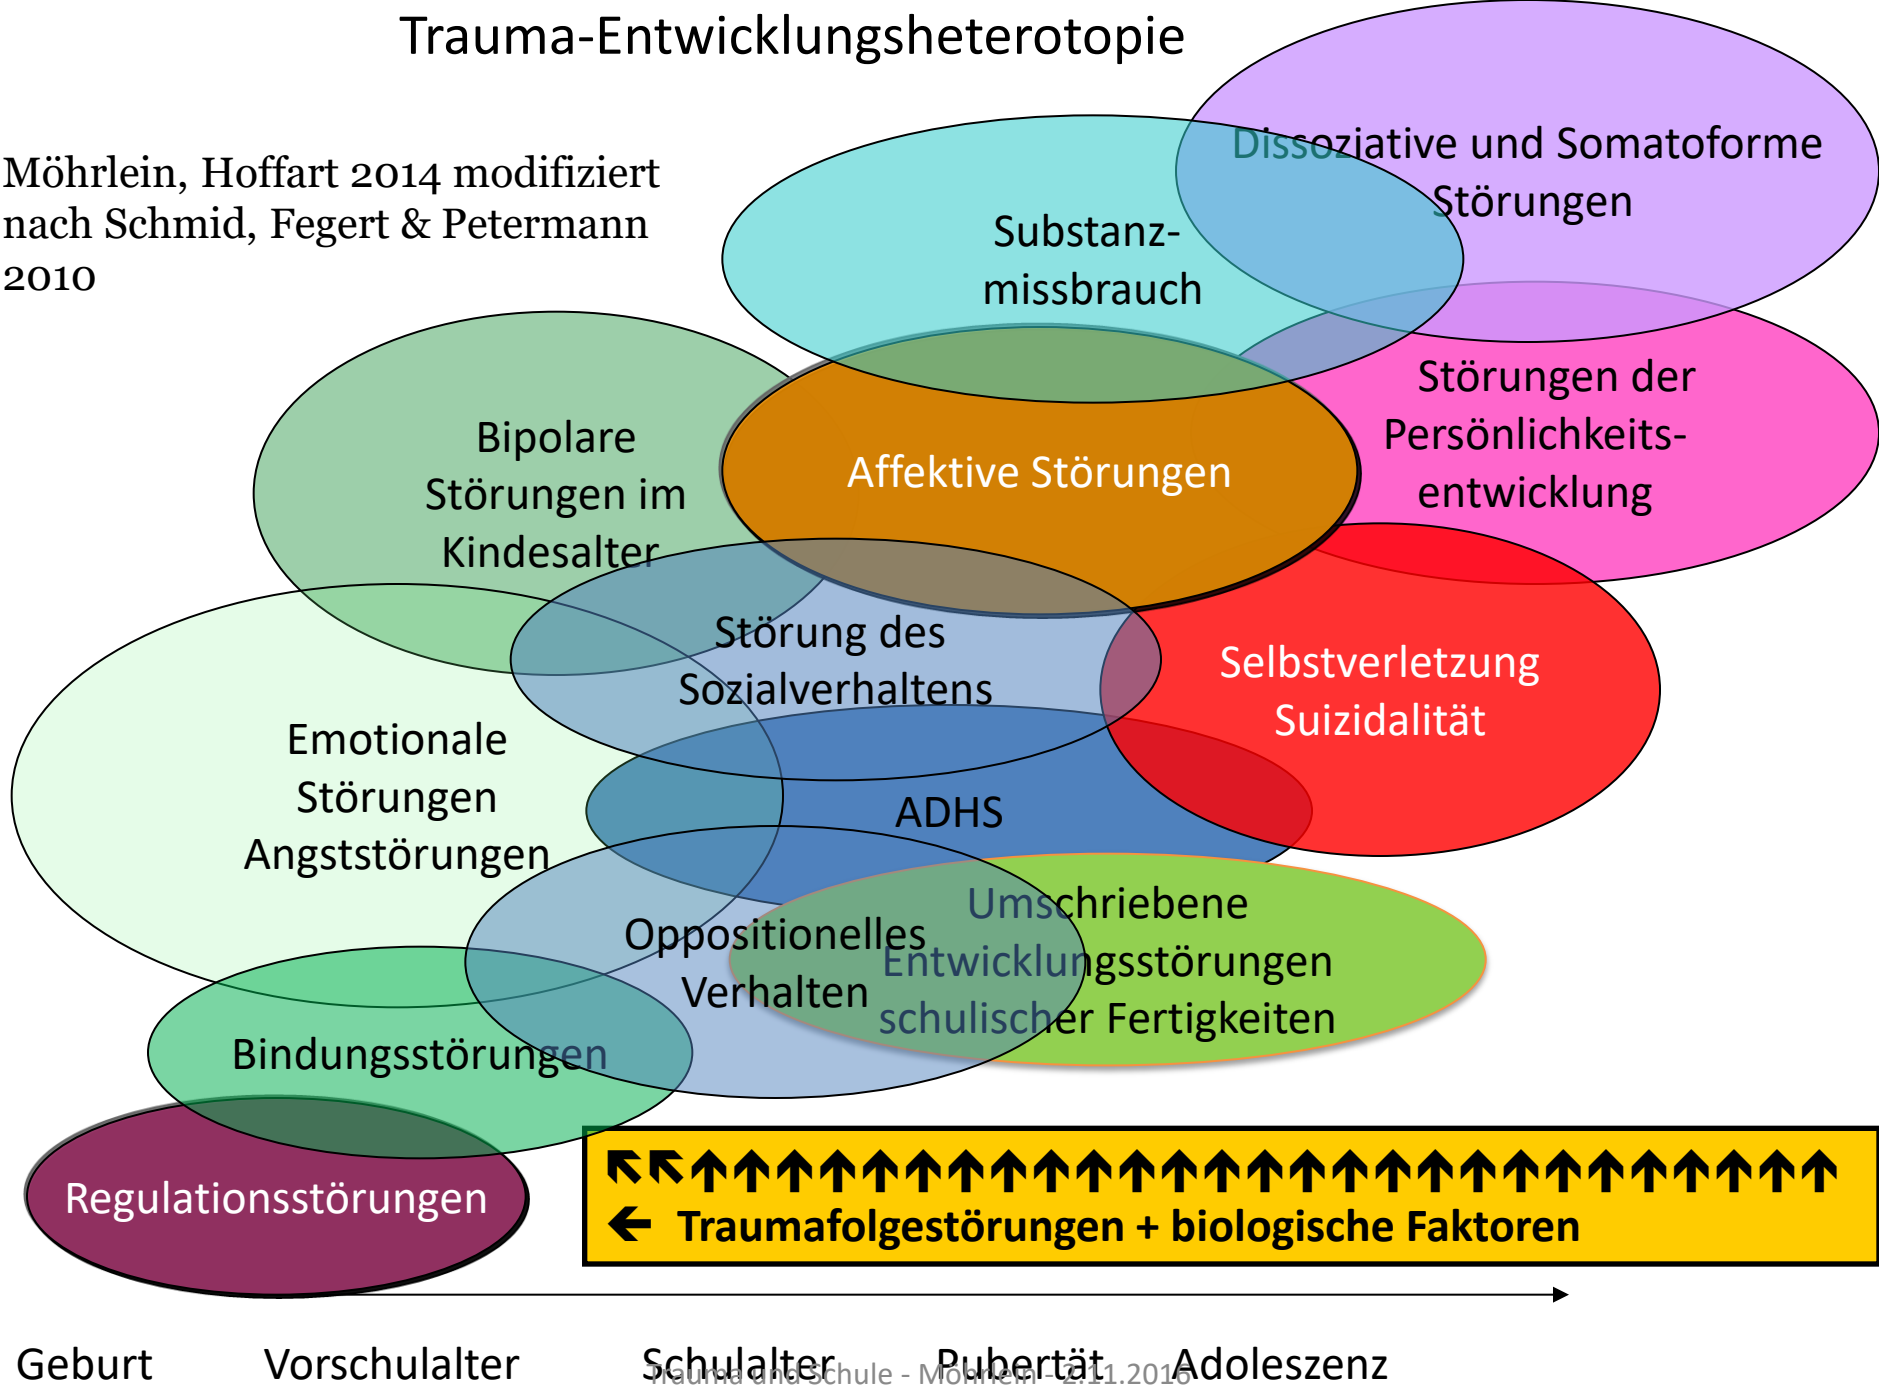 Trauma-Entwicklungsheterotopie
Möhrlein, Hoffart 2014 modifiziert
nach Schmid, Fegert & Petermann
2010
Dissoziative und Somatoforme
Störungen
Substanz-
missbrauch
Störungen der
Persönlichkeits-
entwicklung
Bipolare
Störungen im
Kindesalter
Affektive Störungen
Störung des
Sozialverhaltens
Selbstverletzung
Suizidalität
Emotionale
Störungen
Angststörungen
ADHS
Umschriebene
Entwicklungsstörungen
schulischer Fertigkeiten
Oppositionelles
Verhalten
Bindungsstörungen
Regulationsstörungen
Traumafolgestörungen + biologische Faktoren
Geburt Vorschulalter Schulalter Pubertät Adoleszenz
Trauma und Schule - Möhrlein - 2.11.2016